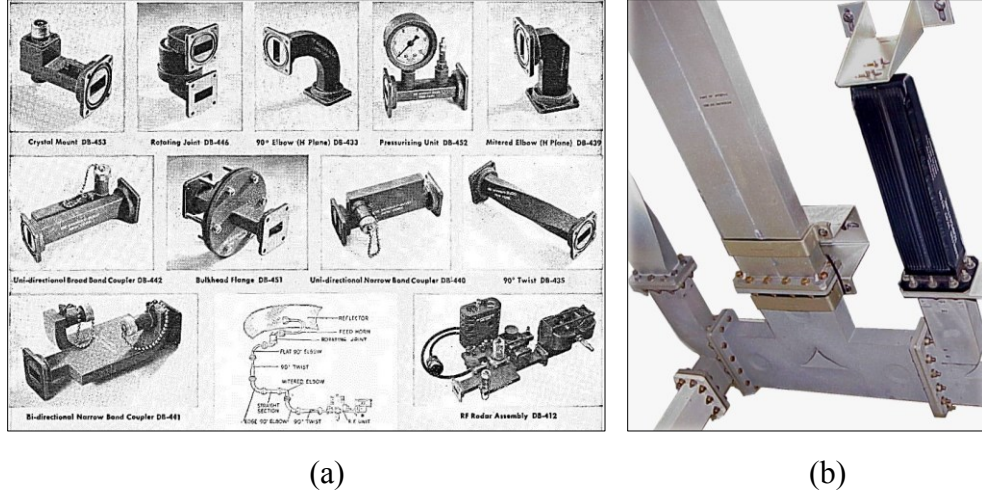 Crystal Mount DB-453
Rotating Joint DB-446
90° Elbow (H Plane) DB-433
Pressurizing Unit DB-452
Mitered Elbow (H Plane) DB-439
Uni-directional Broad Band Coupler DB-442
Bulkhead Flange DB-451
Uni-directional Narrow Band Coupler DB-440
90° Twist DB-435
REFLECTOR
FEED HORN
ROTATING JOINT
FLAT 90° ELBOW
90° TWIST
MITERED ELBOW
STRAIGHT
SECTION
EDGE 90° ELBOW
90° TWIST
R.F. UNIT
Bi-directional Narrow Band Coupler DB-441
RF Radar Assembly DB-412
(a)
(b)